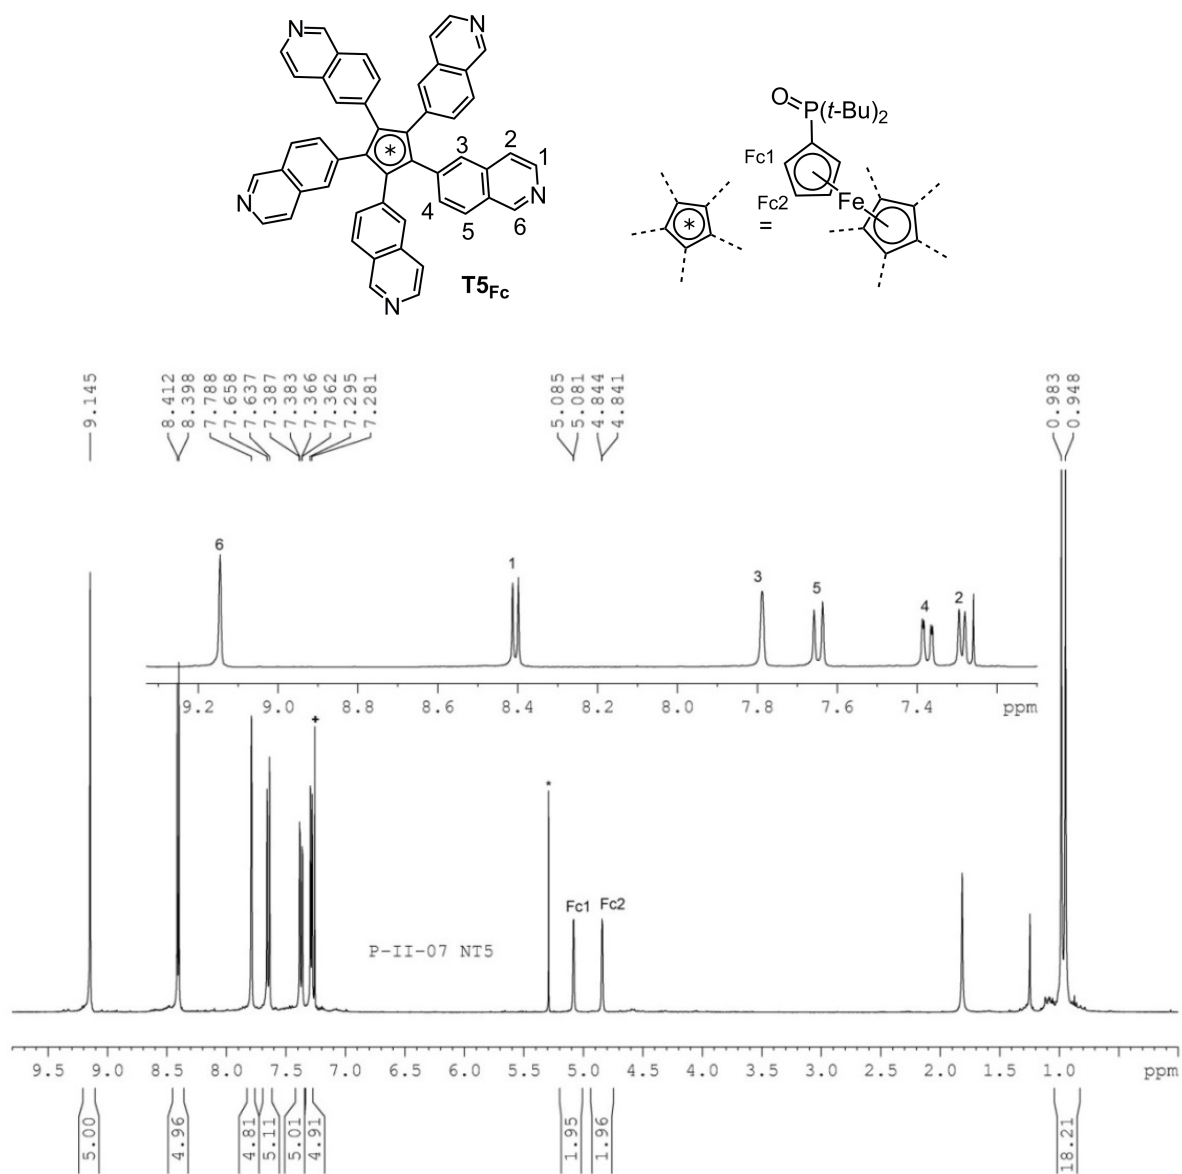 N
N
N
N
N
3
2
1
4
5
6
*
T5Fc
O
P(t-Bu)2
Fc1
Fc2
Fe
*
=
9.145
8.412
8.398
7.788
7.658
7.637
7.387
7.383
7.366
7.362
7.295
7.281
5.085
5.081
4.844
4.841
0.983
0.948
6
1
3
5
4
2
9.2 9.0 8.8 8.6 8.4 8.2 8.0 7.8 7.6 7.4 ppm
+
*
Fc1 Fc2
P-II-07 NT5
9.5 9.0 8.5 8.0 7.5 7.0 6.5 6.0 5.5 5.0 4.5 4.0 3.5 3.0 2.5 2.0 1.5 1.0 ppm
5.00
4.96
4.81
5.11
5.01
4.91
1.95
1.96
18.21